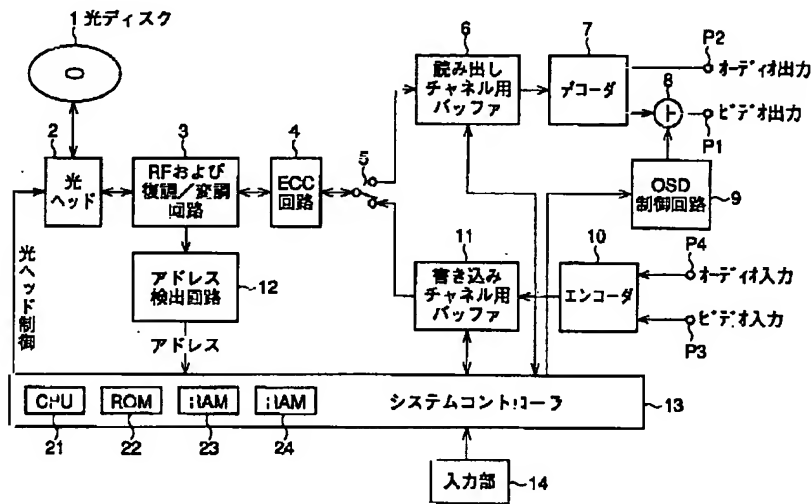 1 光ディスク
2
光
ヘッド
3
RFおよび
復調/変調
回路
4
ECC
回路
5
6
読み出し
チャネル用
バッファ
7
デコーダ
8
P2
オーディオ出力
ビデオ出力
P1
OSD
制御回路
9
10
エンコーダ
P4
オーディオ入力
ビデオ入力
P3
11
書き込み
チャネル用
バッファ
アドレス
検出回路
12
アドレス
光ヘッド制御
CPU
ROM
RAM
RAM
システムコントローラ
13
21
22
23
24
入力部
14